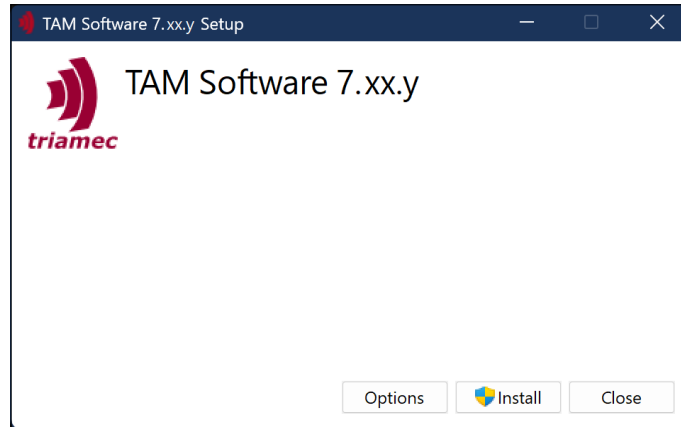 TAM Software 7.xx.y Setup
TAM Software 7.xx.y
triamec
Options Install Close